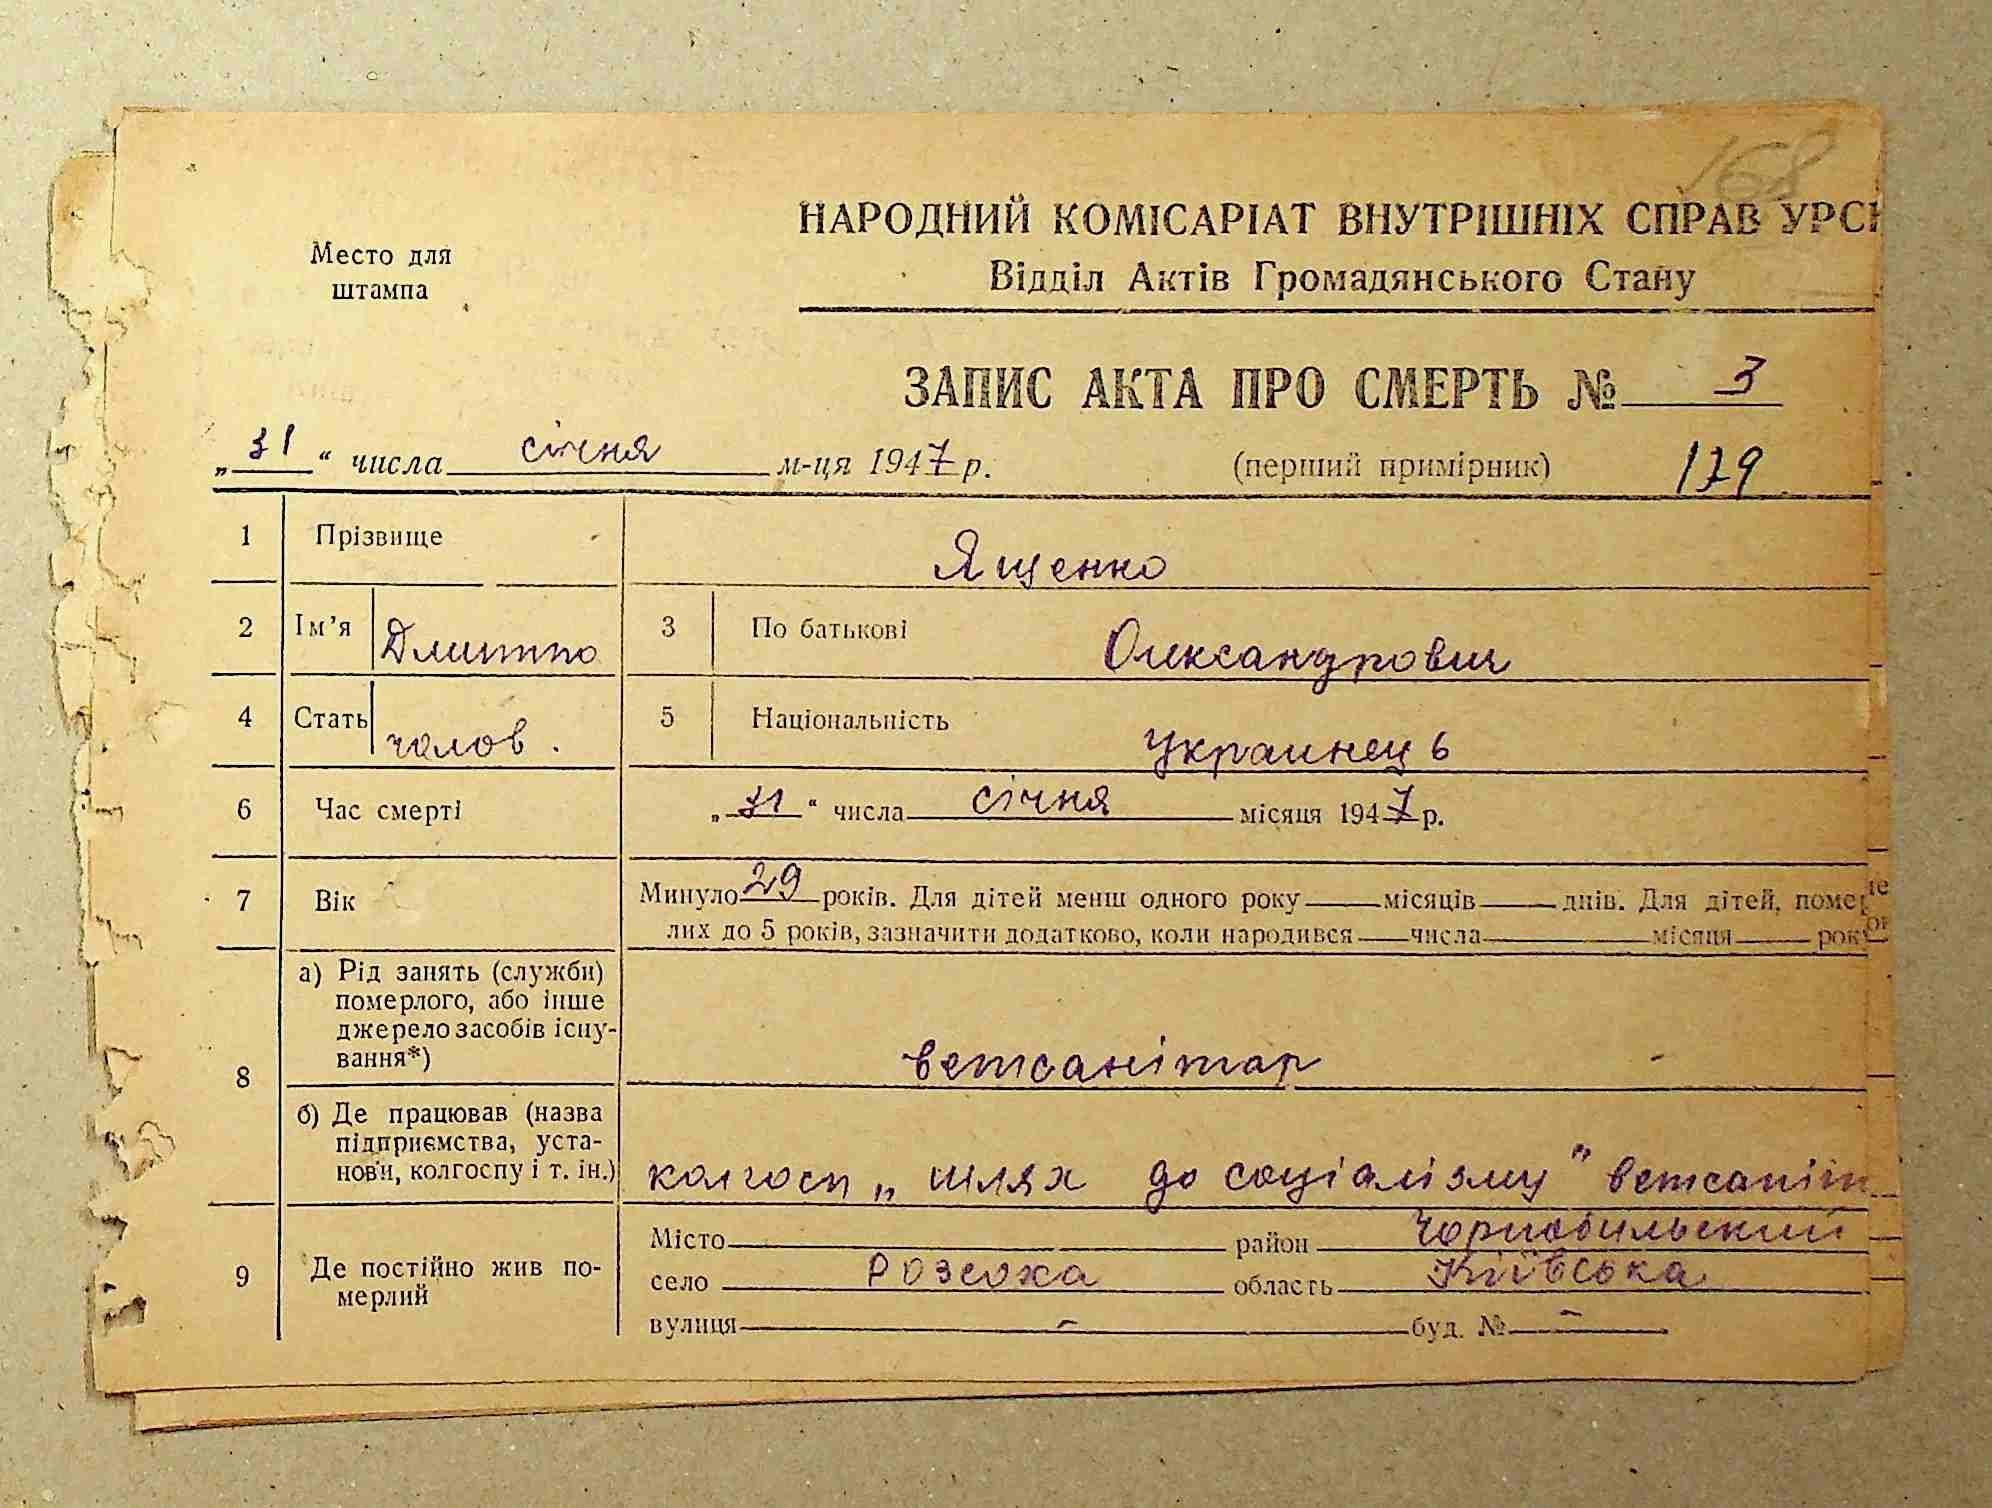 168
НАРОДНИЙ КОМІСАРІАТ ВНУТРІШНІХ СПРАВ УРСР
Место для штампа
Відділ Актів Громадянського Стану
ЗАПИС АКТА ПРО СМЕРТЬ № 3
„31“ числа січня м-ця 1947 р. (перший примірник) 179
1 Прізвище Ященко
2 Ім'я Дмитро 3 По батькові Олександрович
4 Стать чолов. 5 Національність Украинець
6 Час смерті „31“ числа січня місяця 1947 р.
7 Вік Минуло 29 років. Для дітей менш одного року — місяців — днів. Для дітей, помер
лих до 5 років, зазначити додатково, коли народився — числа — місяця — року
8 а) Рід занять (служби)
померлого, або інше
джерело засобів існу-
вання*) ветсанітар
б) Де працював (назва
підприємства, уста-
нови, колгоспу і т. ін.) колгосп „шлях до соціалізму" ветсаніт
9 Де постійно жив по-
мерлий
Місто район Чорнобильский
село Розсоха область Київська
вулиця - буд. № -